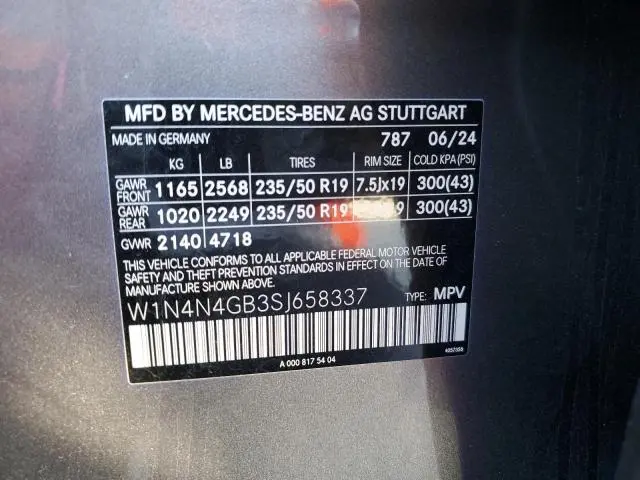 MFD BY MERCEDES-BENZ AG STUTTGART
MADE IN GERMANY 787 06/24
KG LB TIRES RIM SIZE COLD KPA(PSI)
GAWR FRONT 1165 2568 235/50 R19 7.5Jx19 300(43)
GAWR REAR 1020 2249 235/50 R19 300(43)
GVWR 2140 4718
THIS VEHICLE CONFORMS TO ALL APPLICABLE FEDERAL MOTOR VEHICLE
SAFETY AND THEFT PREVENTION STANDARDS IN EFFECT ON THE DATE OF
MANUFACTURE SHOWN ABOVE.
W1N4N4GB3SJ658337 TYPE: MPV
A 000 817 54 04